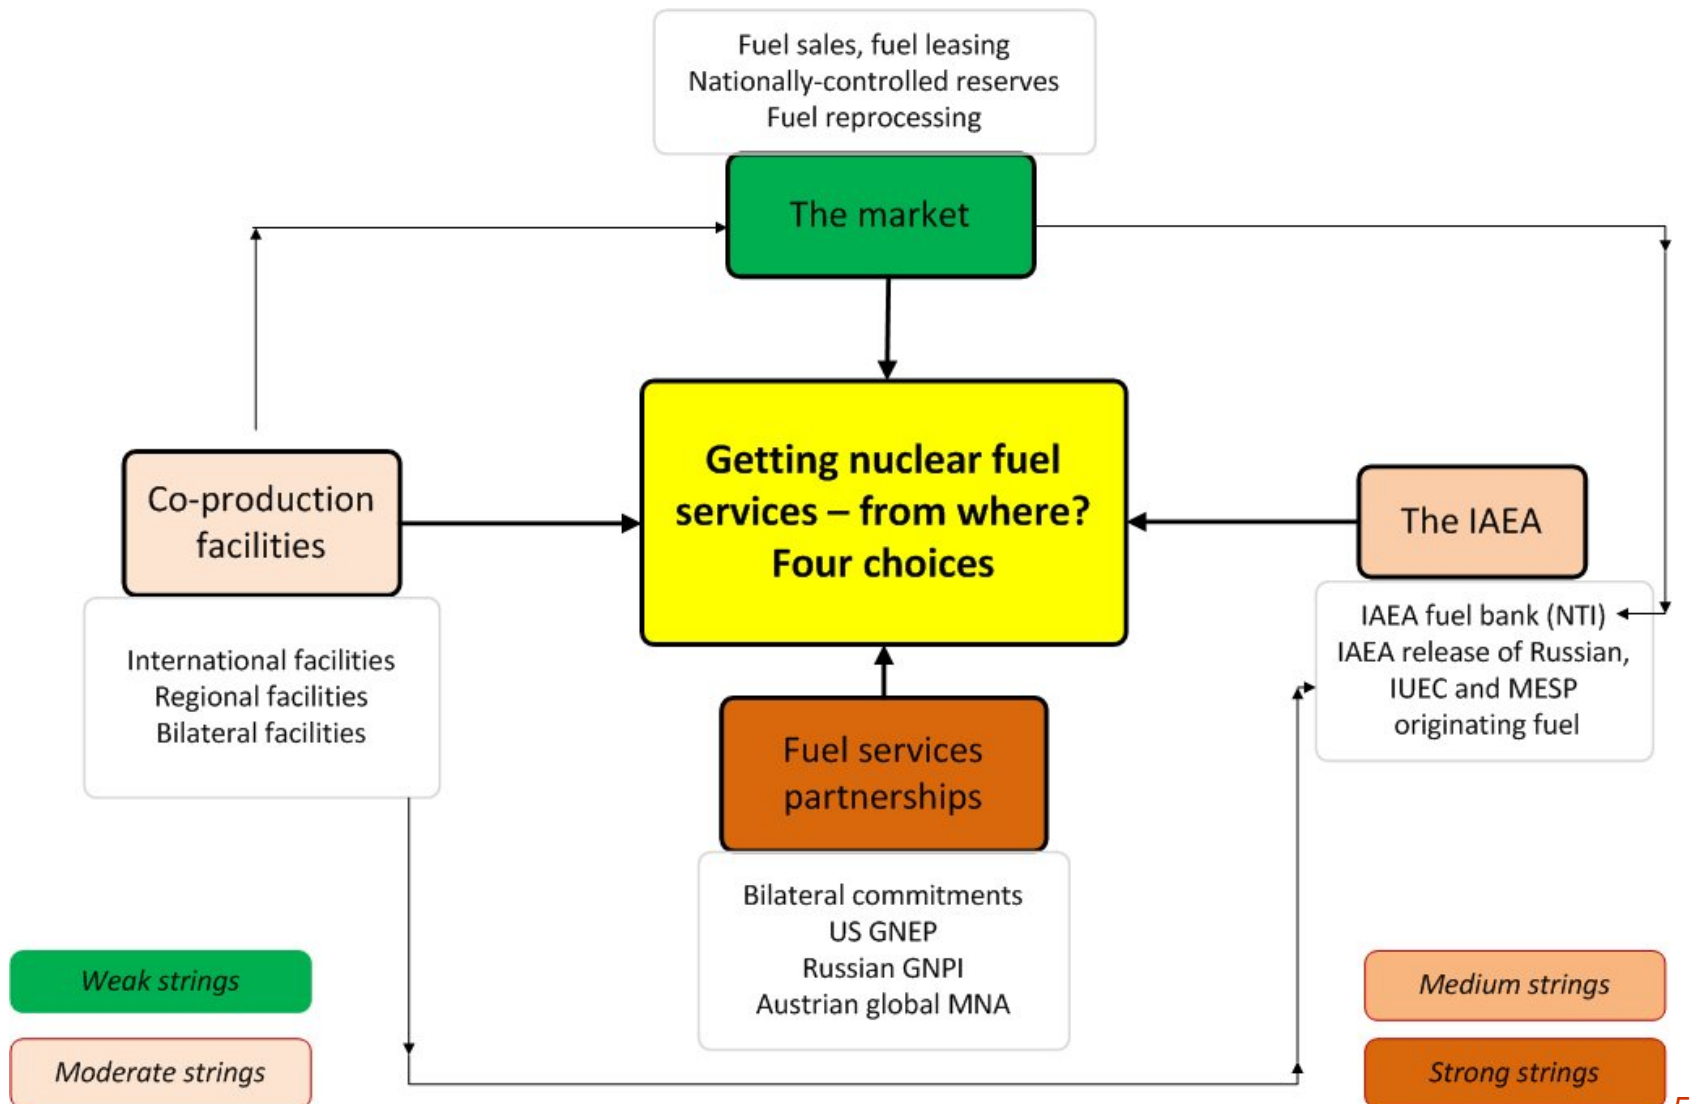 Fuel sales, fuel leasing
Nationally-controlled reserves
Fuel reprocessing
The market
Getting nuclear fuel
services – from where?
Four choices
Co-production
facilities
International facilities
Regional facilities
Bilateral facilities
The IAEA
IAEA fuel bank (NTI)
IAEA release of Russian,
IUEC and MESP
originating fuel
Fuel services
partnerships
Bilateral commitments
US GNEP
Russian GNPI
Austrian global MNA
Weak strings
Moderate strings
Medium strings
Strong strings